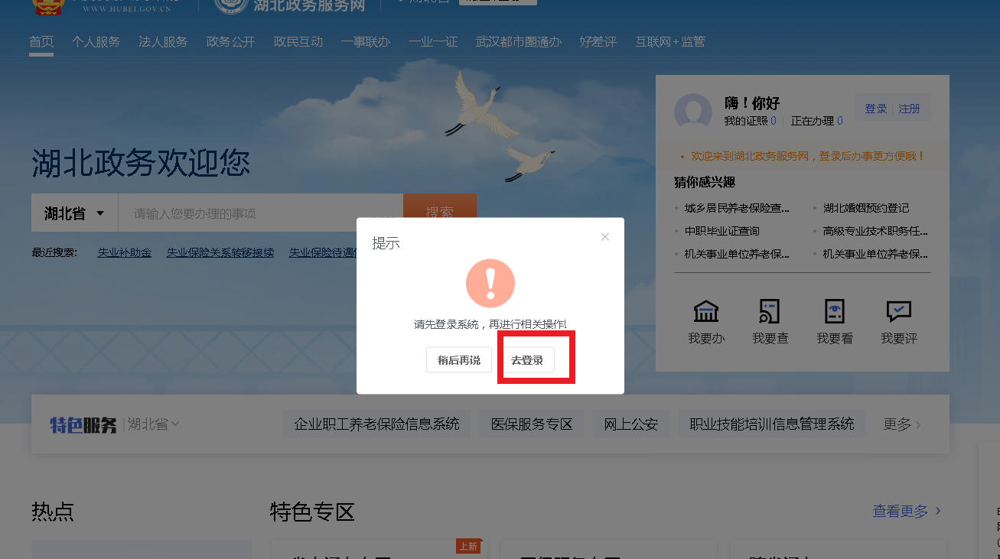 WWW.HUBEI.GOV.CN
湖北政务服务网
湖北省
首页 个人服务 法人服务 政务公开 政民互动 一事联办 一业一证 武汉都市圈通办 好差评 互联网+监管
嗨！你好
我的证照 0 正在办理 0
登录 注册
• 欢迎来到湖北政务服务网，登录后办事更方便哦！
湖北政务欢迎您
湖北省 请输入您要办理的事项 搜索
最近搜索: 失业补助金 失业保险关系转移接续 失业保险待遇
猜你感兴趣
• 城乡居民养老保险查... • 湖北婚姻预约登记
• 中职毕业证查询 • 高级专业技术职务任...
• 机关事业单位养老保... • 机关事业单位养老保...
我要办 我要查 我要看 我要评
提示 ×
请先登录系统，再进行相关操作!
稍后再说 去登录
特色服务 湖北省 企业职工养老保险信息系统 医保服务专区 网上公安 职业技能培训信息管理系统 更多 >
热点
特色专区
查看更多 >
上新